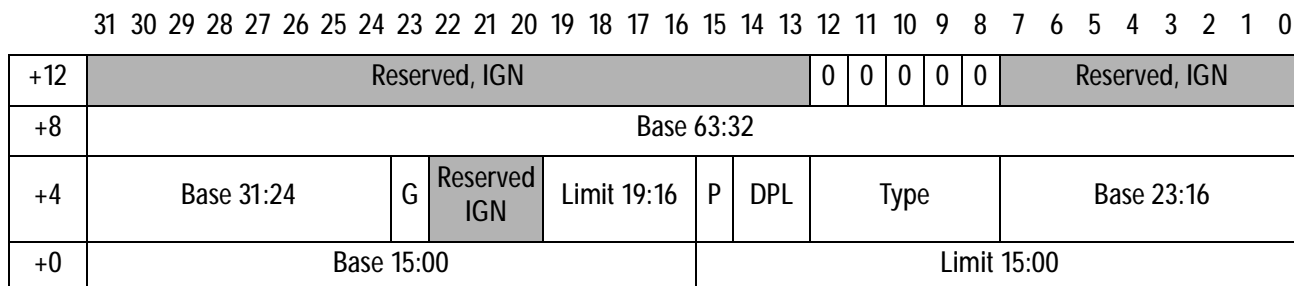 31 30 29 28 27 26 25 24 23 22 21 20 19 18 17 16 15 14 13 12 11 10 9 8 7 6 5 4 3 2 1 0
+12 Reserved, IGN 0 0 0 0 0 Reserved, IGN
+8 Base 63:32
+4 Base 31:24 G Reserved IGN Limit 19:16 P DPL Type Base 23:16
+0 Base 15:00 Limit 15:00